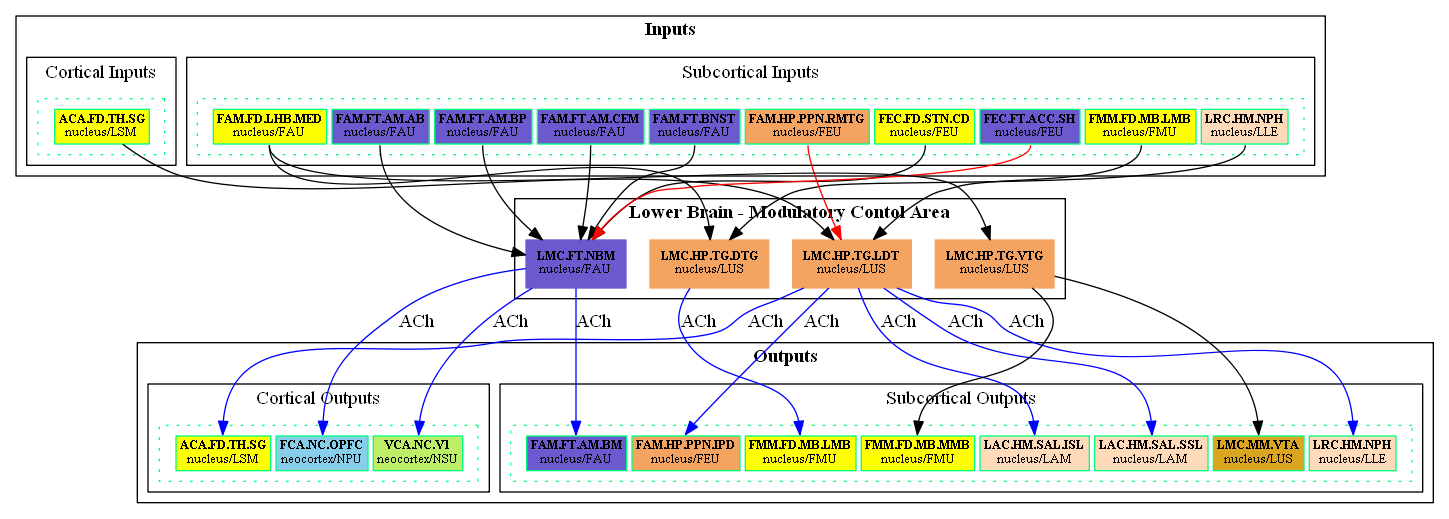 Inputs
Cortical Inputs
Subcortical Inputs
ACA.FD.TH.SG
nucleus/LSM
FAM.FD.LHB.MED
nucleus/FAU
FAM.FT.AM.AB
nucleus/FAU
FAM.FT.AM.BP
nucleus/FAU
FAM.FT.AM.CEM
nucleus/FAU
FAM.FT.BNST
nucleus/FAU
FAM.HP.PPN.RMTG
nucleus/FEU
FEC.FD.STN.CD
nucleus/FEU
FEC.FT.ACC.SH
nucleus/FEU
FMM.FD.MB.LMB
nucleus/FMU
LRC.HM.NPH
nucleus/LLE
Lower Brain - Modulatory Contol Area
LMC.FT.NBM
nucleus/FAU
LMC.HP.TG.DTG
nucleus/LUS
LMC.HP.TG.LDT
nucleus/LUS
LMC.HP.TG.VTG
nucleus/LUS
ACh
ACh
ACh
ACh
ACh
ACh
ACh
ACh
ACh
Outputs
Cortical Outputs
Subcortical Outputs
ACA.FD.TH.SG
nucleus/LSM
FCA.NC.OPFC
neocortex/NPU
VCA.NC.VI
neocortex/NSU
FAM.FT.AM.BM
nucleus/FAU
FAM.HP.PPN.IPD
nucleus/FEU
FMM.FD.MB.LMB
nucleus/FMU
FMM.FD.MB.MMB
nucleus/FMU
LAC.HM.SAL.ISL
nucleus/LAM
LAC.HM.SAL.SSL
nucleus/LAM
LMC.MM.VTA
nucleus/LUS
LRC.HM.NPH
nucleus/LLE